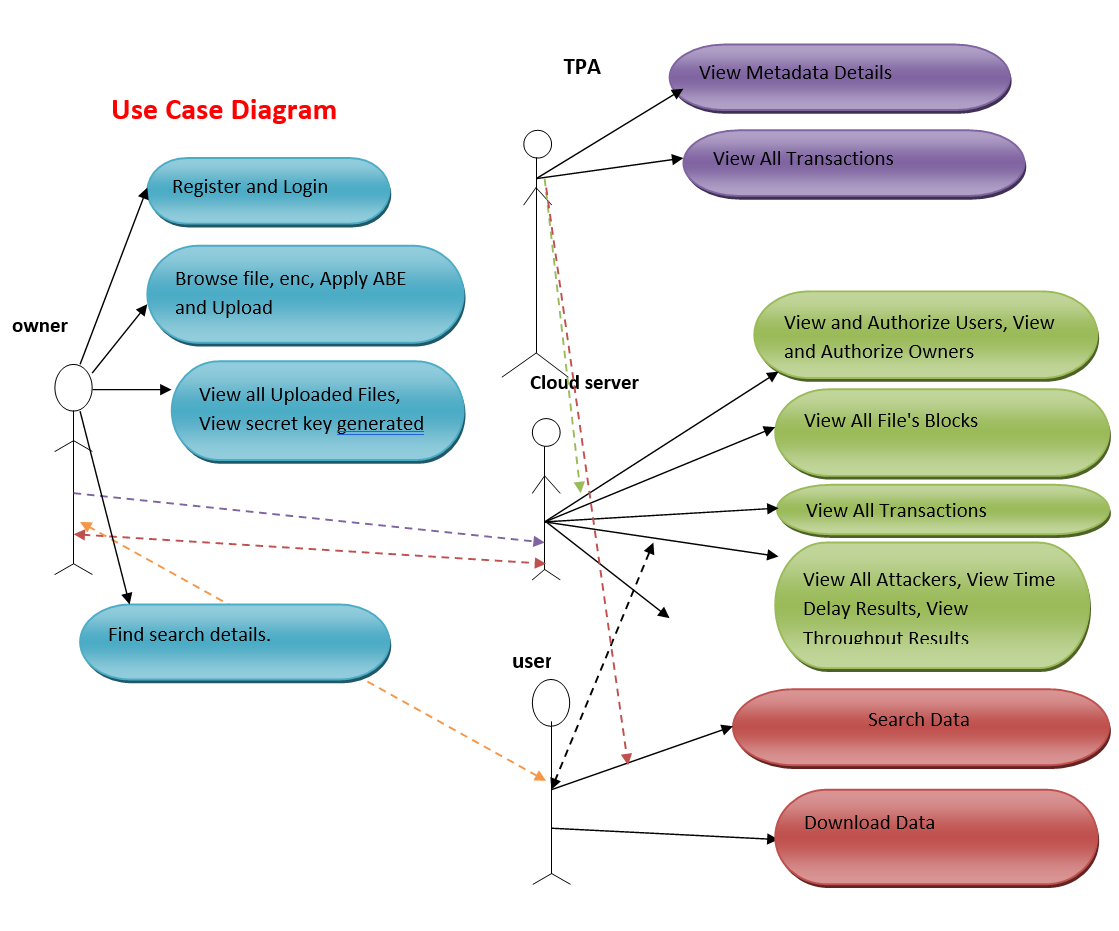 TPA
View Metadata Details
Use Case Diagram
View All Transactions
Register and Login
Browse file, enc, Apply ABE
and Upload
owner
View and Authorize Users, View
and Authorize Owners
Cloud server
View all Uploaded Files,
View secret key generated
View All File's Blocks
View All Transactions
View All Attackers, View Time
Delay Results, View
Throughput Results
Find search details.
user
Search Data
Download Data